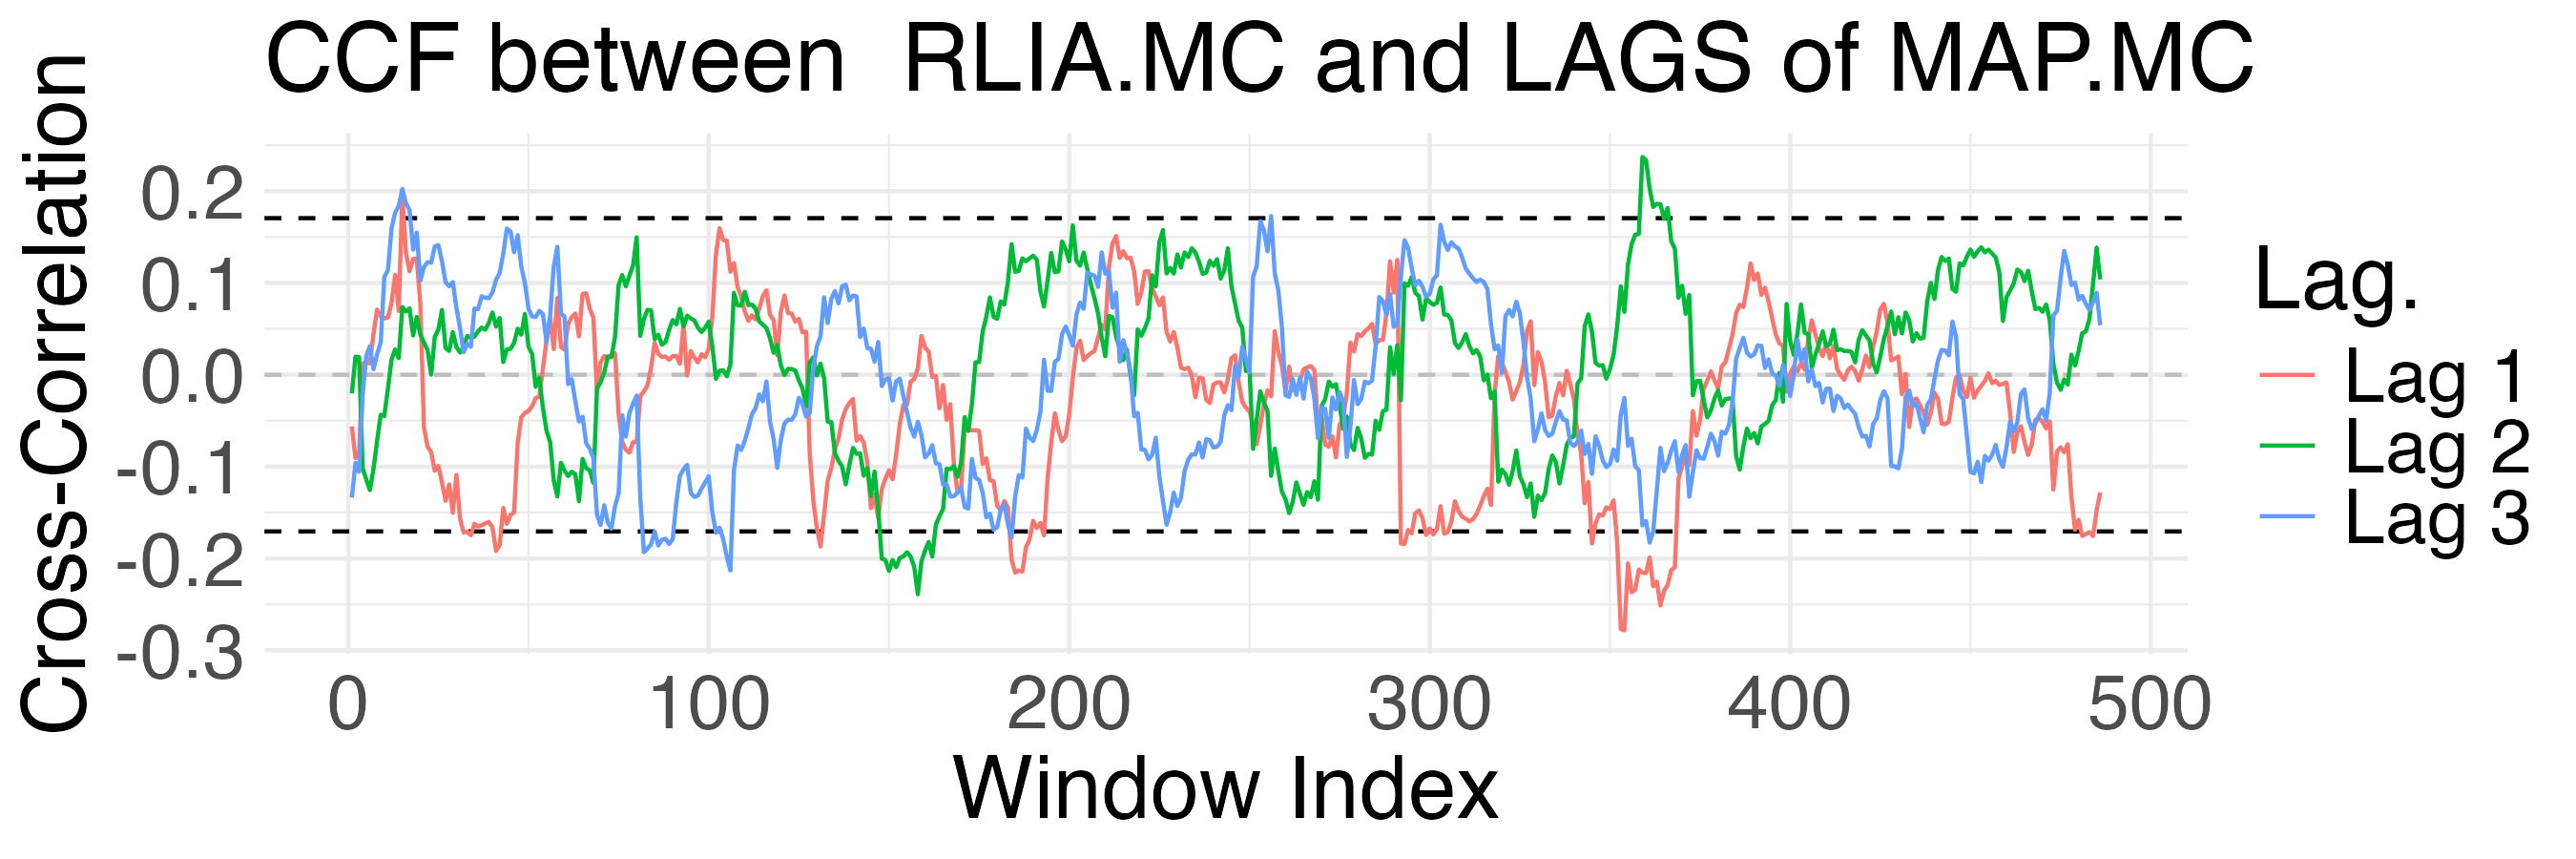 CCF between  RLIA.MC and LAGS of MAP.MC
Cross-Correlation
0.2
0.1
0.0
-0.1
-0.2
-0.3
0 100 200 300 400 500
Window Index
Lag.
Lag 1
Lag 2
Lag 3